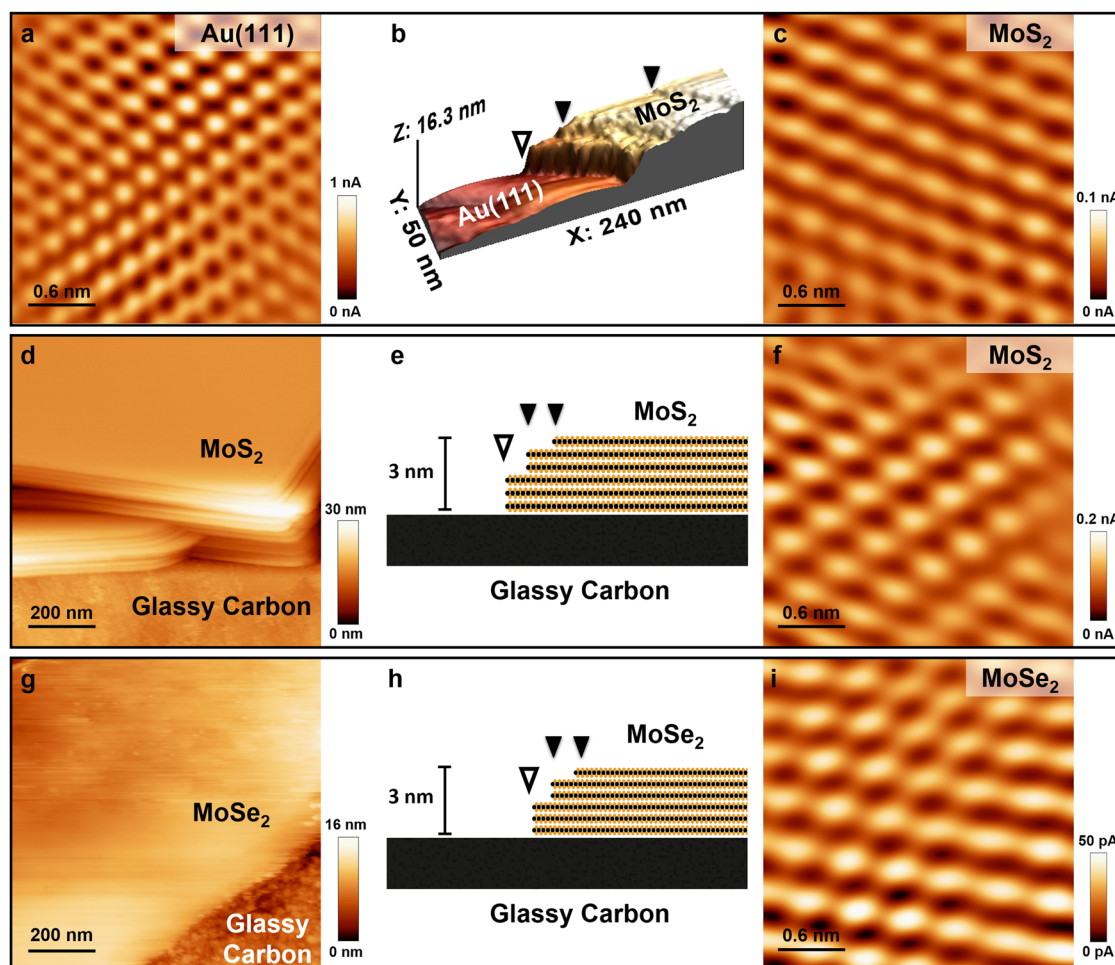 a
Au(111)
1 nA
0 nA
0.6 nm
b
Z: 16.3 nm
MoS₂
Au(111)
Y: 50 nm
X: 240 nm
c
MoS₂
0.1 nA
0 nA
0.6 nm
d
MoS₂
30 nm
0 nm
Glassy Carbon
200 nm
e
MoS₂
3 nm
Glassy Carbon
f
MoS₂
0.2 nA
0 nA
0.6 nm
g
MoSe₂
16 nm
0 nm
Glassy
Carbon
200 nm
h
MoSe₂
3 nm
Glassy Carbon
i
MoSe₂
50 pA
0 pA
0.6 nm